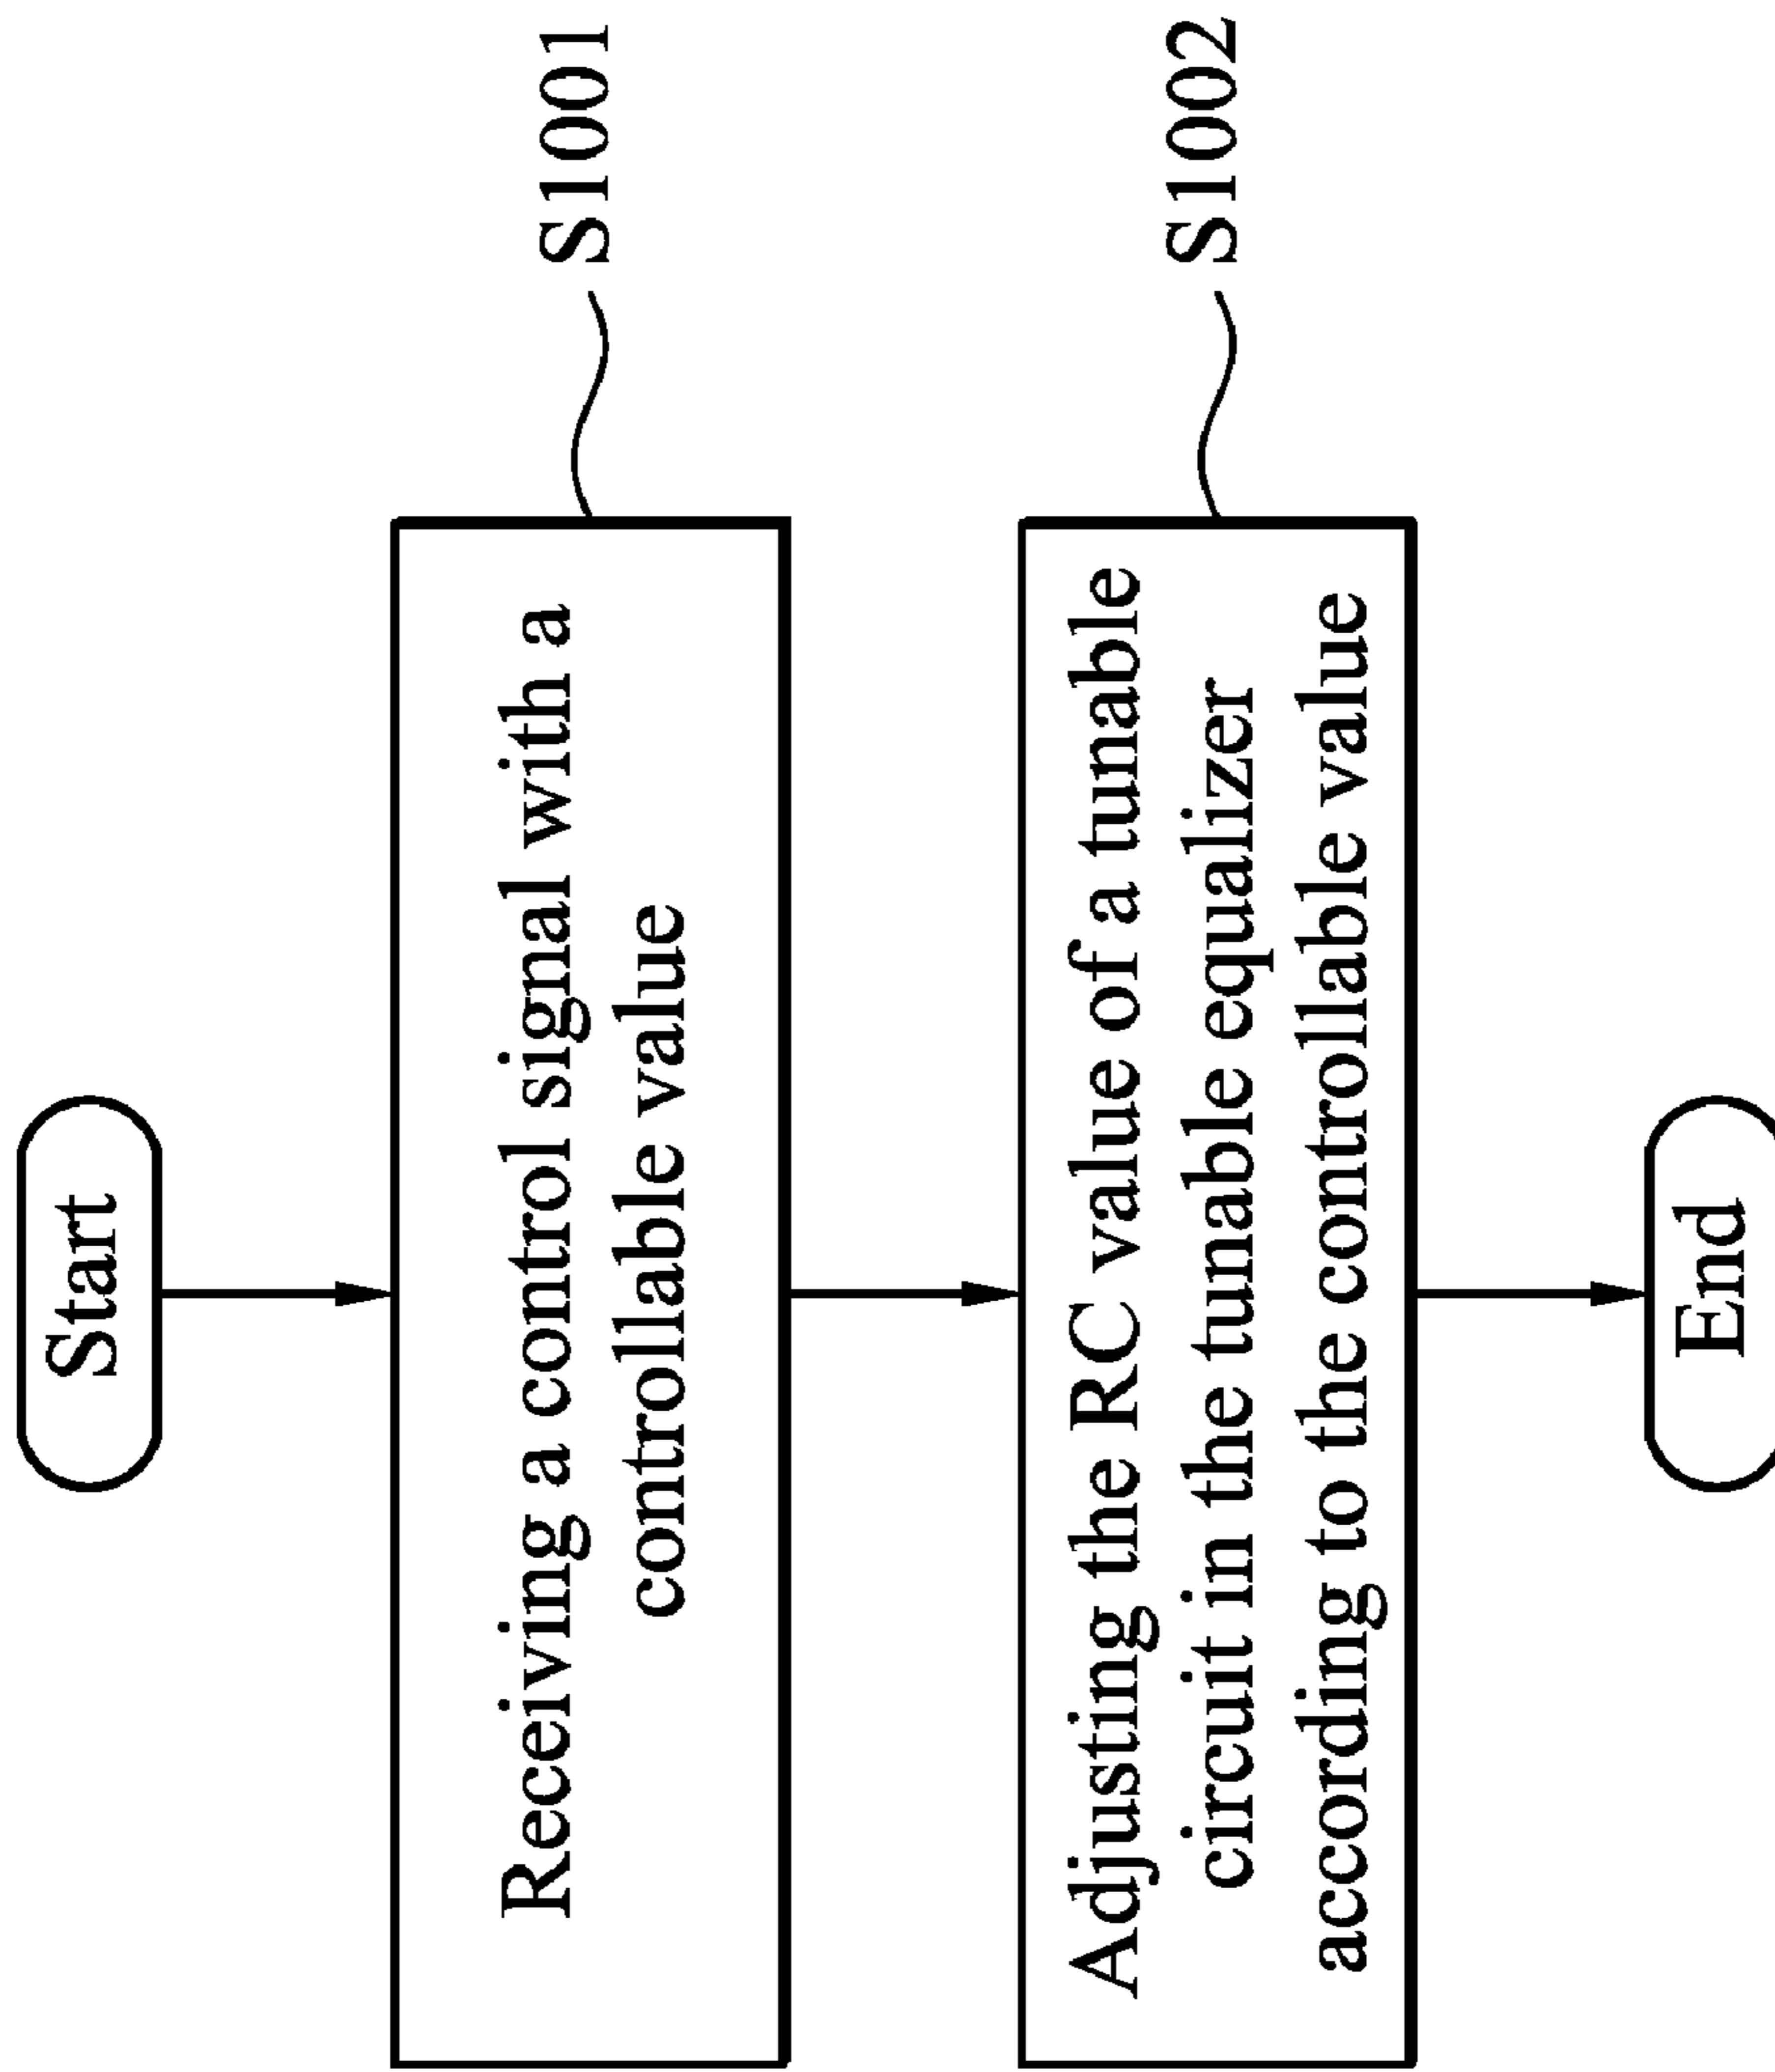 Start
Receiving a control signal with a
controllable value
S1001
Adjusting the RC value of a tunable
circuit in the tunable equalizer
according to the controllable value
S1002
End